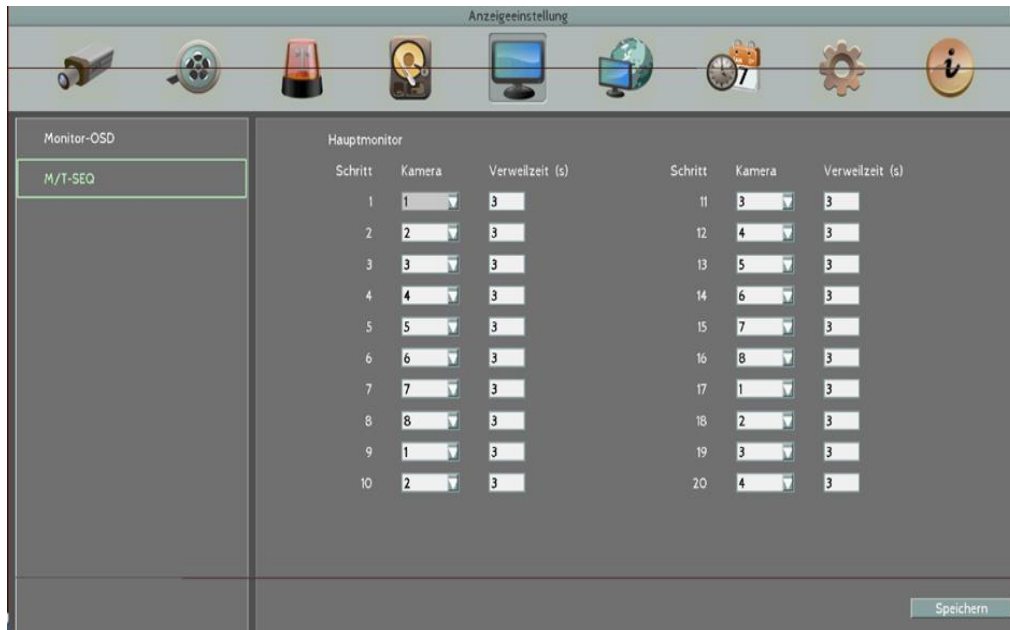 Anzeigeeinstellung
7
i
Monitor-OSD
M/T-SEQ
Hauptmonitor
Schritt Kamera Verweilzeit (s) Schritt Kamera Verweilzeit (s)
1 1 3 11 3 3
2 2 3 12 4 3
3 3 3 13 5 3
4 4 3 14 6 3
5 5 3 15 7 3
6 6 3 16 8 3
7 7 3 17 1 3
8 8 3 18 2 3
9 1 3 19 3 3
10 2 3 20 4 3
Speichern